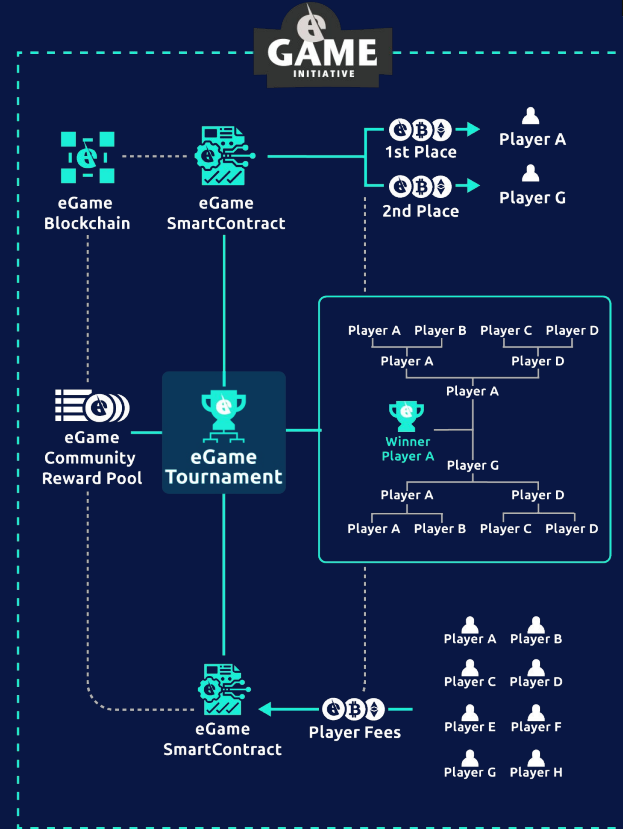 GAME
INITIATIVE
1st Place
Player A
2nd Place
Player G
eGame
Blockchain
eGame
SmartContract
Player A Player B Player C Player D
Player A Player D
Player A
Winner
Player A
Player G
Player A Player D
Player A Player B Player C Player D
eGame
Community
Reward Pool
eGame
Tournament
eGame
SmartContract
Player Fees
Player A Player B
Player C Player D
Player E Player F
Player G Player H